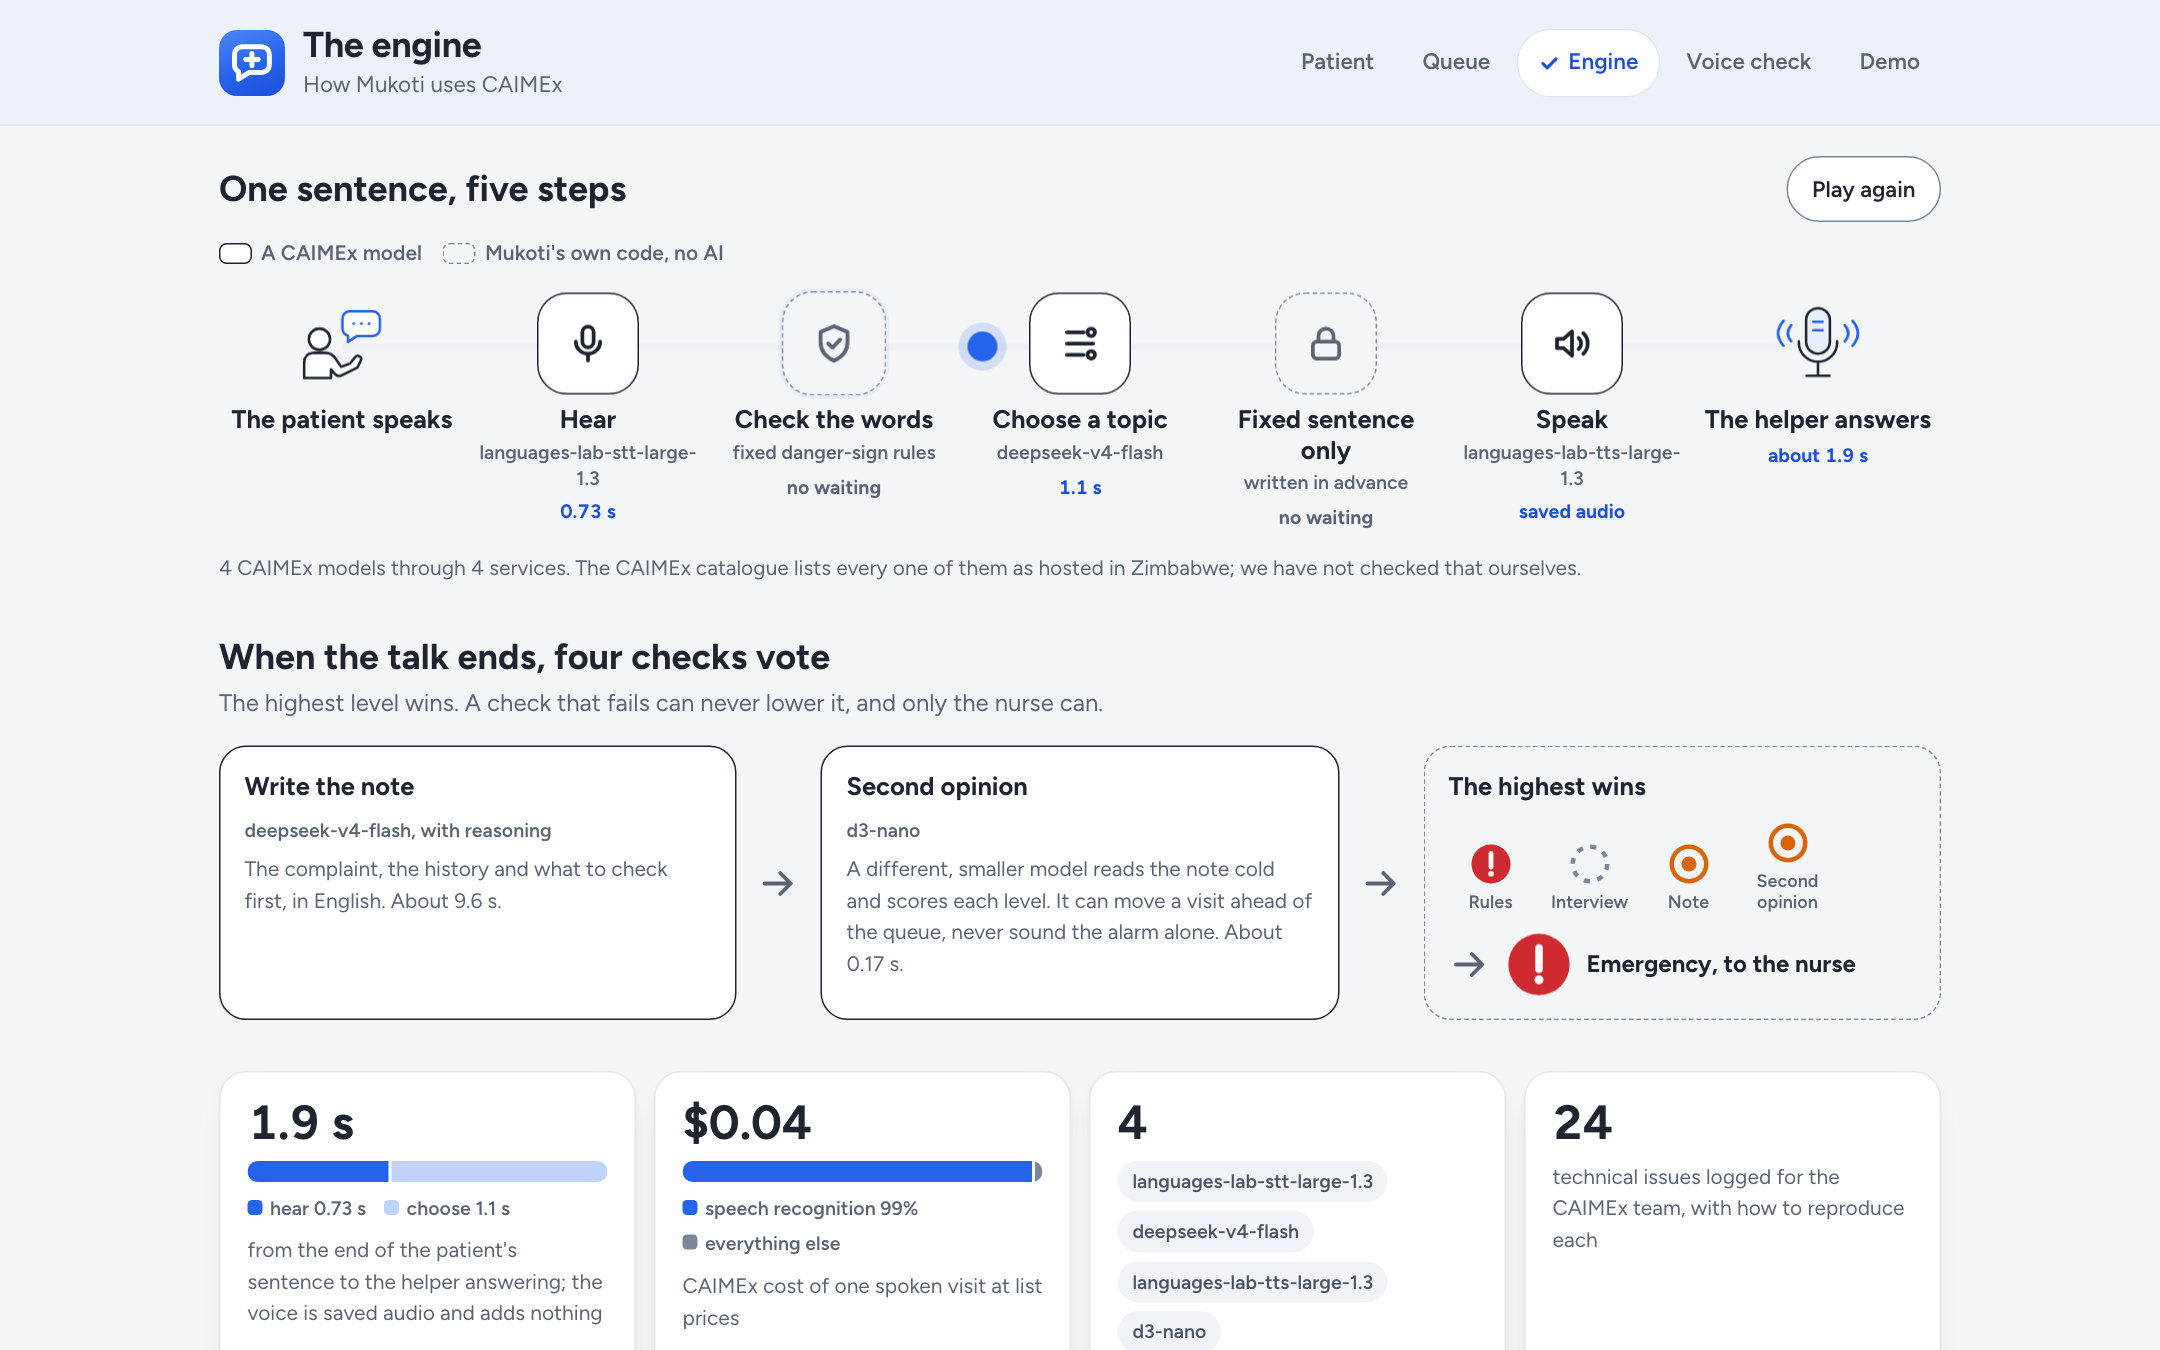 The engine
How Mukoti uses CAIMEx
Patient
Queue
Engine
Voice check
Demo
One sentence, five steps
Play again
A CAIMEx model
Mukoti's own code, no AI
The patient speaks
Hear
languages-lab-stt-large-
1.3
0.73 s
Check the words
fixed danger-sign rules
no waiting
Choose a topic
deepseek-v4-flash
1.1 s
Fixed sentence
only
written in advance
no waiting
Speak
languages-lab-tts-large-
1.3
saved audio
The helper answers
about 1.9 s
4 CAIMEx models through 4 services. The CAIMEx catalogue lists every one of them as hosted in Zimbabwe; we have not checked that ourselves.
When the talk ends, four checks vote
The highest level wins. A check that fails can never lower it, and only the nurse can.
Write the note
deepseek-v4-flash, with reasoning
The complaint, the history and what to check
first, in English. About 9.6 s.
Second opinion
d3-nano
A different, smaller model reads the note cold
and scores each level. It can move a visit ahead of
the queue, never sound the alarm alone. About
0.17 s.
The highest wins
Rules
Interview
Note
Second
opinion
Emergency, to the nurse
1.9 s
hear 0.73 s
choose 1.1 s
from the end of the patient's
sentence to the helper answering; the
voice is saved audio and adds nothing
$0.04
speech recognition 99%
everything else
CAIMEx cost of one spoken visit at list
prices
4
languages-lab-stt-large-1.3
deepseek-v4-flash
languages-lab-tts-large-1.3
d3-nano
24
technical issues logged for the
CAIMEx team, with how to reproduce
each